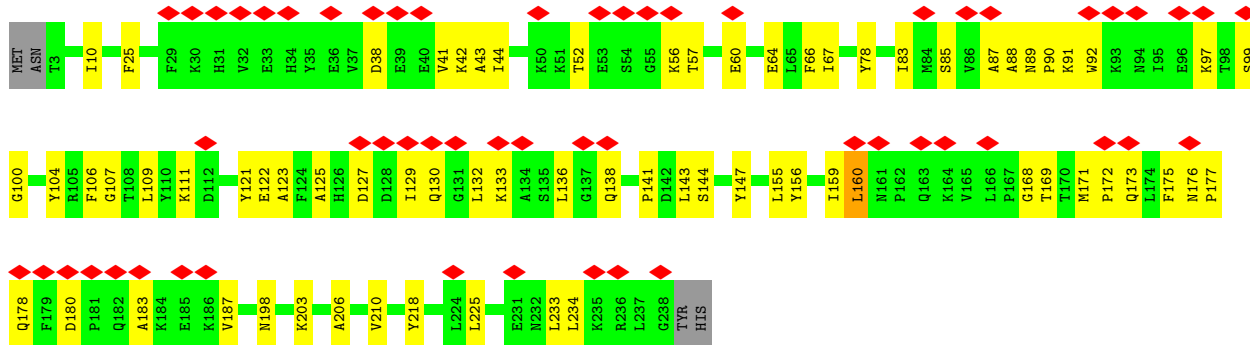 MET ASN T3 I10 F25 F29 K30 H31 V32 E33 H34 Y35 E36 V37 D38 E39 E40 V41 K42 A43 I44 K50 K51 T52 E53 S54 G55 K56 T57 E60 E64 L65 F66 I67 Y78 I83 M84 S85 V86 A87 A88 N89 P90 K91 W92 K93 N94 I95 E96 K97 T98 S99
G100 Y104 R105 F106 G107 T108 L109 Y110 K111 D112 Y121 E122 A123 F124 A125 H126 D127 D128 I129 Q130 G131 L132 K133 A134 S135 L136 G137 Q138 P141 D142 L143 S144 Y147 L155 Y156 I159 L160 N161 P162 Q163 K164 V165 L166 P167 G168 T169 T170 M171 P172 Q173 L174 F175 N176 P177
Q178 F179 D180 P181 Q182 A183 K184 E185 K186 V187 N198 K203 A206 V210 Y218 L224 L225 E231 N232 L233 L234 K235 R236 L237 G238 TYR HIS